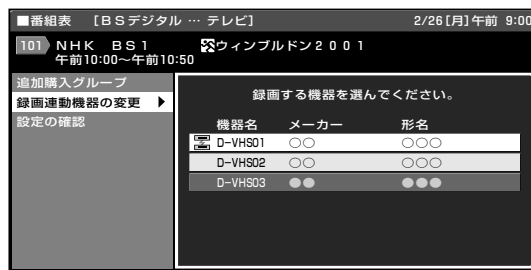 ■番組表 [BSデジタル … テレビ] 2/26[月]午前 9:00
101 NHK BS1 ウィンブルドン2001
午前10:00〜午前10:50
追加購入グループ
録画連動機器の変更 ▶
設定の確認
録画する機器を選んでください。
機器名 メーカー 形名
D-VHS01 ○○ ○○○
D-VHS02 ○○ ○○○
D-VHS03 ●● ●●●